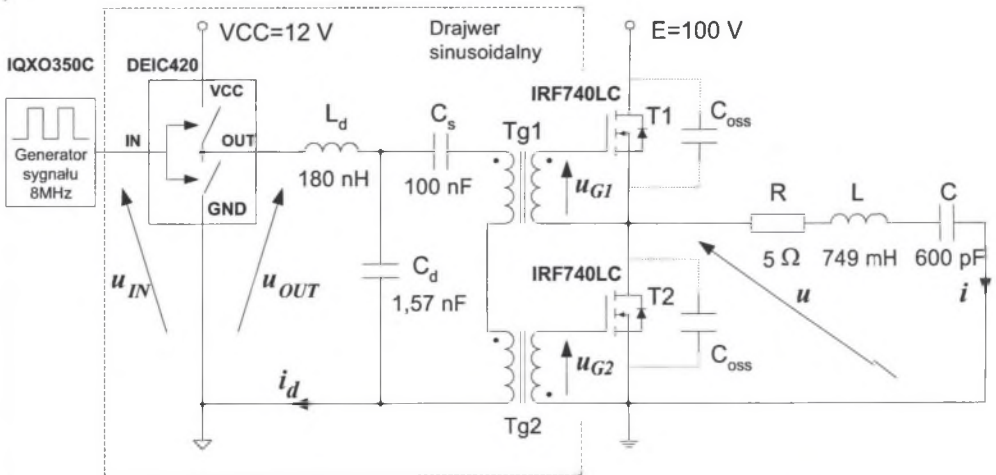 VCC=12 V
Drajwer
sinusoidalny
E=100 V
IQXO350C
DEIC420
VCC
IN
OUT
GND
Generator
sygnału
8MHz
L_d
180 nH
C_s
100 nF
C_d
1,57 nF
Tg1
Tg2
IRF740LC
T1
C_oss
IRF740LC
T2
C_oss
R
5 Ω
L
749 mH
C
600 pF
u_IN
u_OUT
u_G1
u_G2
u
i
i_d